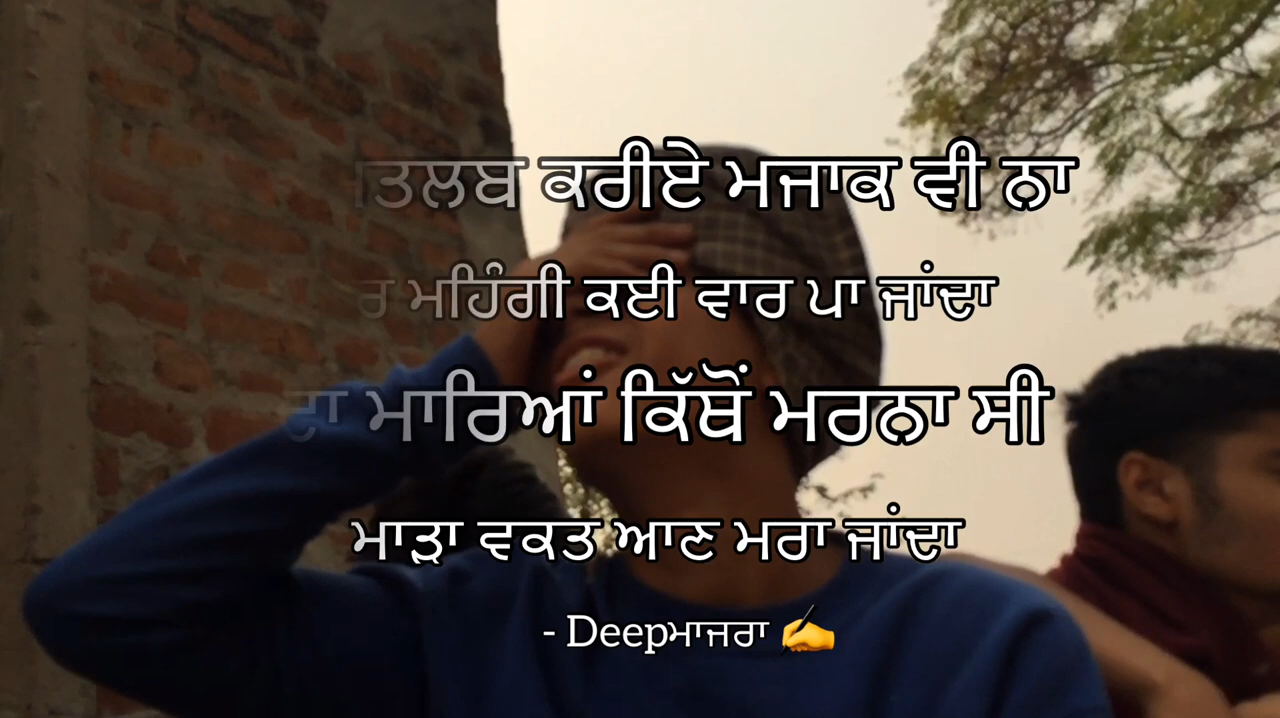 ਕਰੀਏ ਮਜਾਕ ਵੀ ਨਾ
ਮਹਿੰਗੀ ਕਈ ਵਾਰ ਪਾ ਜਾਂਦਾ
ਮਾਰਿਆਂ ਕਿੱਥੋਂ ਮਰਨਾ ਸੀ
ਮਾੜਾ ਵਕਤ ਆਣ ਮਰਾ ਜਾਂਦਾ
- Deepਮਾਜਰਾ ✍️